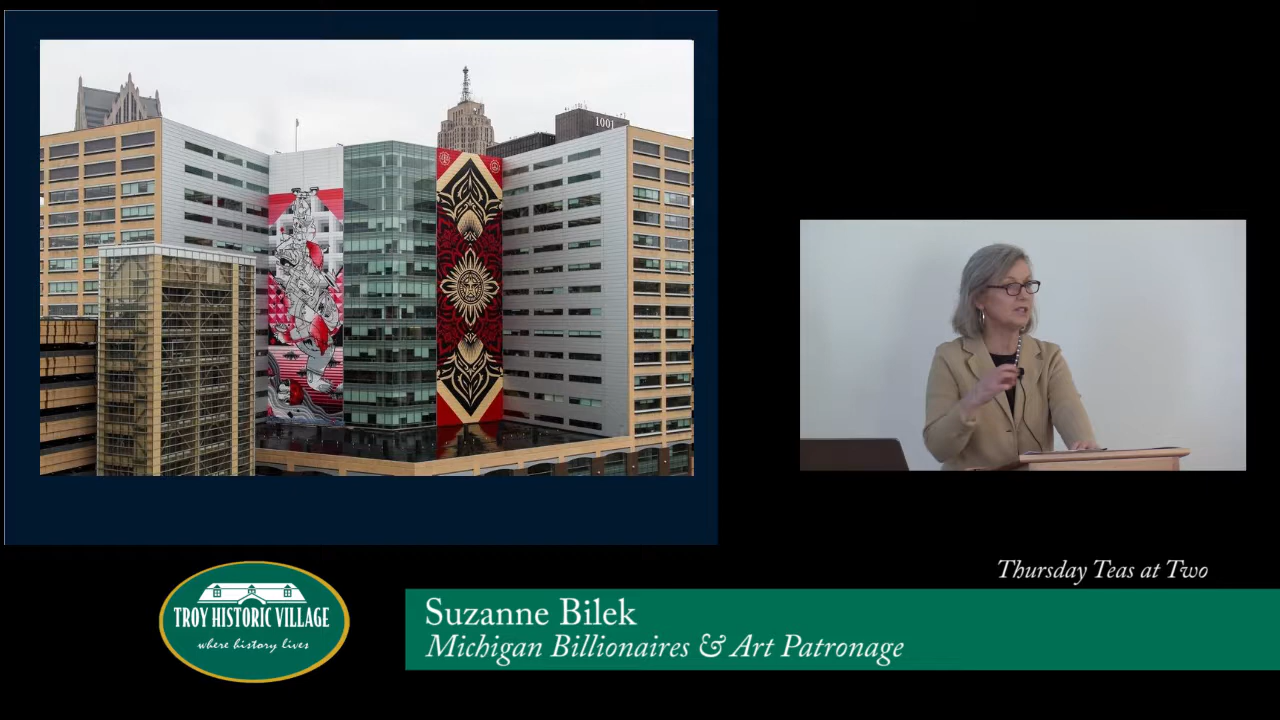 1001
Thursday Teas at Two
Suzanne Bilek
Michigan Billionaires & Art Patronage
TROY HISTORIC VILLAGE
where history lives